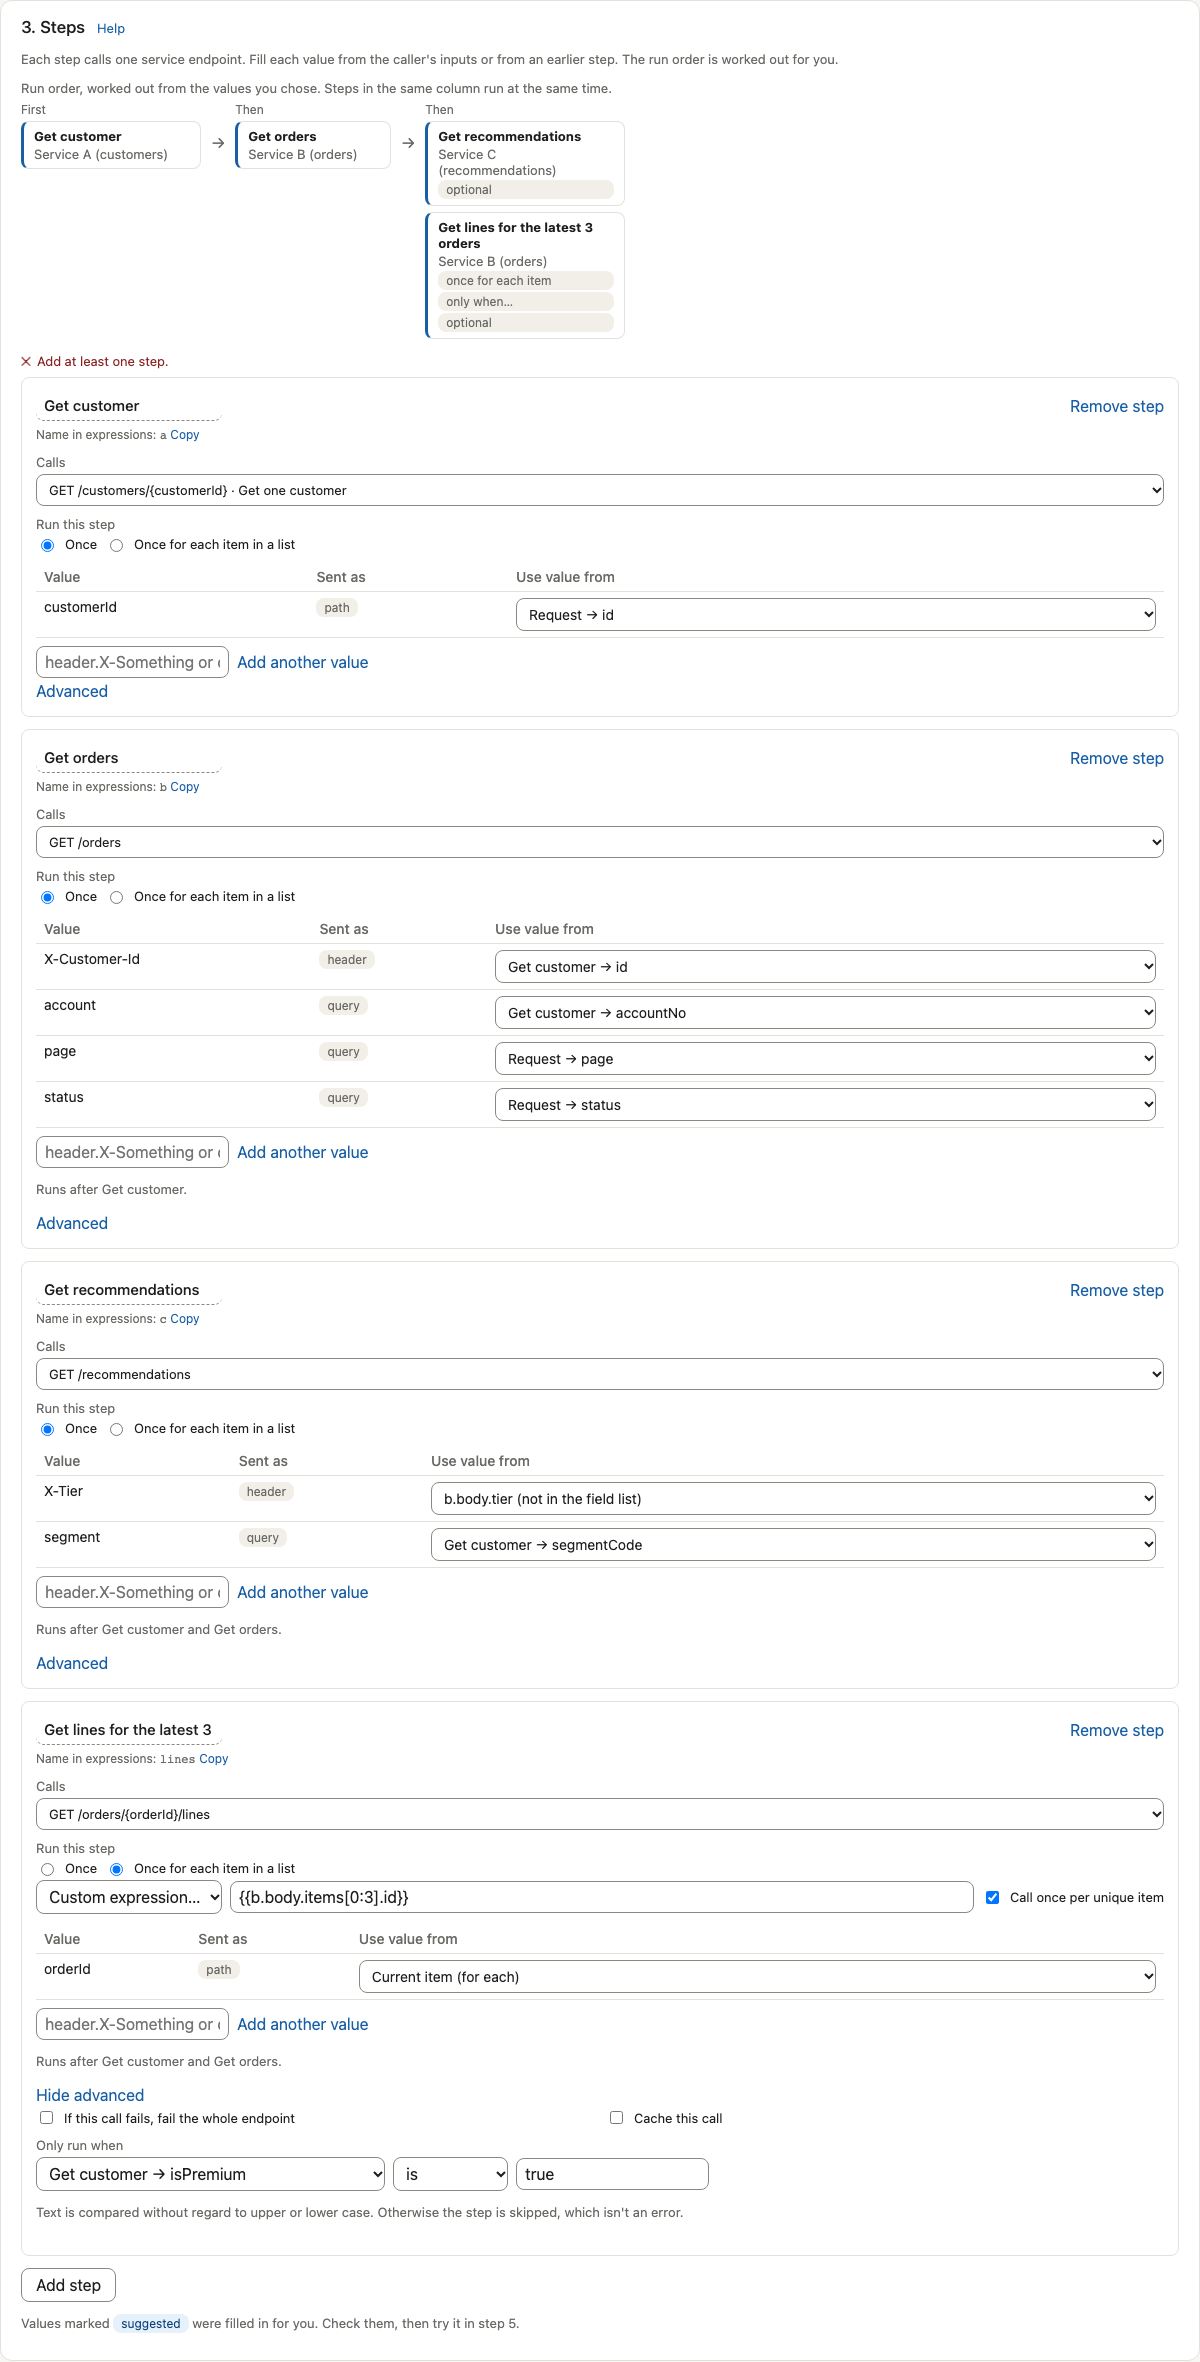 3. Steps Help
Each step calls one service endpoint. Fill each value from the caller's inputs or from an earlier step. The run order is worked out for you.
Run order, worked out from the values you chose. Steps in the same column run at the same time.
First
Get customer
Service A (customers)
→
Then
Get orders
Service B (orders)
→
Then
Get recommendations
Service C
(recommendations)
optional
Get lines for the latest 3
orders
Service B (orders)
once for each item
only when...
optional
× Add at least one step.
Get customer Remove step
Name in expressions: a Copy
Calls
GET /customers/{customerId} · Get one customer
Run this step
Once Once for each item in a list
Value Sent as Use value from
customerId path Request → id
header.X-Something or Add another value
Advanced
Get orders Remove step
Name in expressions: b Copy
Calls
GET /orders
Run this step
Once Once for each item in a list
Value Sent as Use value from
X-Customer-Id header Get customer → id
account query Get customer → accountNo
page query Request → page
status query Request → status
header.X-Something or Add another value
Runs after Get customer.
Advanced
Get recommendations Remove step
Name in expressions: c Copy
Calls
GET /recommendations
Run this step
Once Once for each item in a list
Value Sent as Use value from
X-Tier header b.body.tier (not in the field list)
segment query Get customer → segmentCode
header.X-Something or Add another value
Runs after Get customer and Get orders.
Advanced
Get lines for the latest 3 Remove step
Name in expressions: lines Copy
Calls
GET /orders/{orderId}/lines
Run this step
Once Once for each item in a list
Custom expression... {{b.body.items[0:3].id}} Call once per unique item
Value Sent as Use value from
orderId path Current item (for each)
header.X-Something or Add another value
Runs after Get customer and Get orders.
Hide advanced
If this call fails, fail the whole endpoint Cache this call
Only run when
Get customer → isPremium is true
Text is compared without regard to upper or lower case. Otherwise the step is skipped, which isn't an error.
Add step
Values marked suggested were filled in for you. Check them, then try it in step 5.